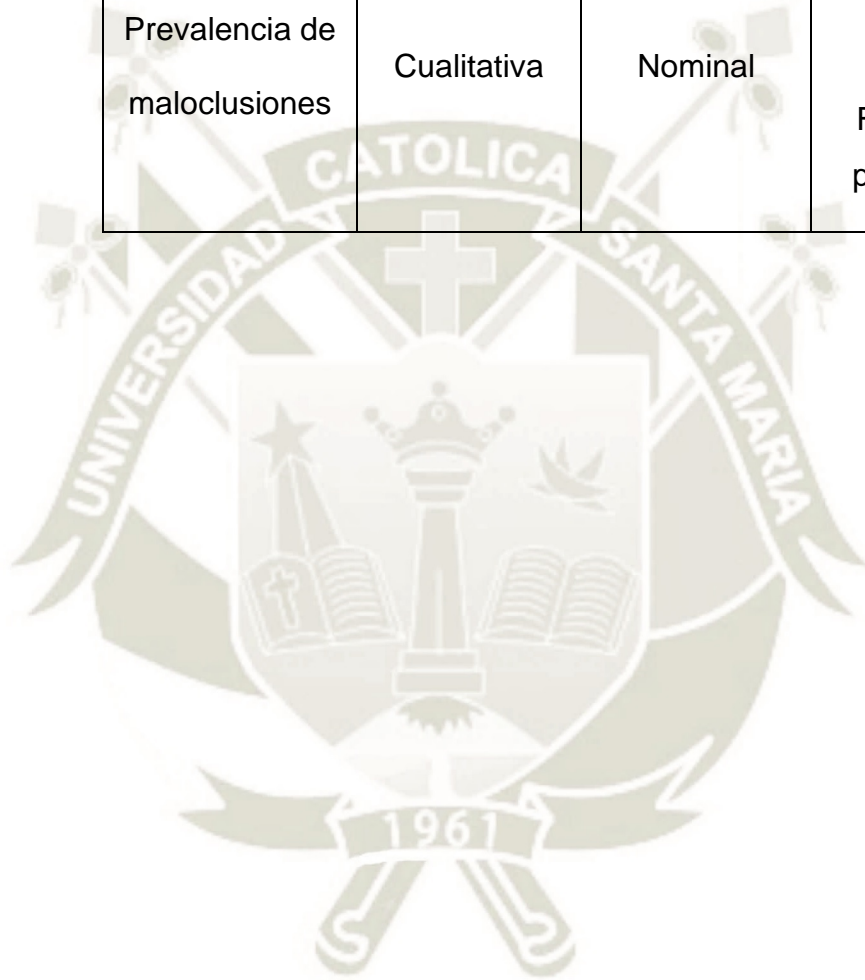 Prevalencia de
maloclusiones
Cualitativa
Nominal
UNIVERSIDAD CATOLICA SANTA MARIA
1961